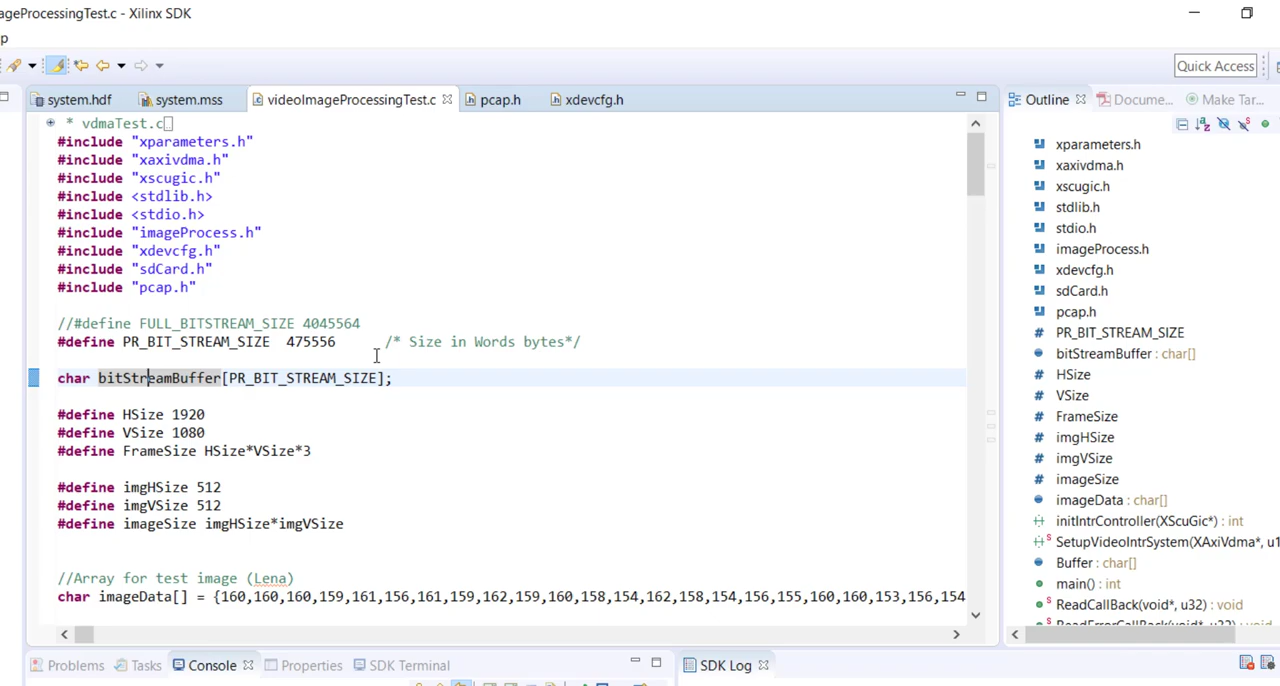 ageProcessingTest.c - Xilinx SDK
p
Quick Access
system.hdf
system.mss
videoImageProcessingTest.c
pcap.h
xdevcfg.h
* vdmaTest.c
#include "xparameters.h"
#include "xaxivdma.h"
#include "xscugic.h"
#include <stdlib.h>
#include <stdio.h>
#include "imageProcess.h"
#include "xdevcfg.h"
#include "sdCard.h"
#include "pcap.h"
//#define FULL_BITSTREAM_SIZE 4045564
#define PR_BIT_STREAM_SIZE  475556      /* Size in Words bytes*/
char bitStreamBuffer[PR_BIT_STREAM_SIZE];
#define HSize 1920
#define VSize 1080
#define FrameSize HSize*VSize*3
#define imgHSize 512
#define imgVSize 512
#define imageSize imgHSize*imgVSize
//Array for test image (Lena)
char imageData[] = {160,160,160,159,161,156,161,159,162,159,160,158,154,162,158,154,156,155,160,160,153,156,154
Outline
Docume...
Make Tar...
xparameters.h
xaxivdma.h
xscugic.h
stdlib.h
stdio.h
imageProcess.h
xdevcfg.h
sdCard.h
pcap.h
PR_BIT_STREAM_SIZE
bitStreamBuffer : char[]
HSize
VSize
FrameSize
imgHSize
imgVSize
imageSize
imageData : char[]
initIntrController(XScuGic*) : int
SetupVideoIntrSystem(XAxiVdma*, u1
Buffer : char[]
main() : int
ReadCallBack(void*, u32) : void
ReadErrorCallBack(void*, u32) : void
Problems
Tasks
Console
Properties
SDK Terminal
SDK Log